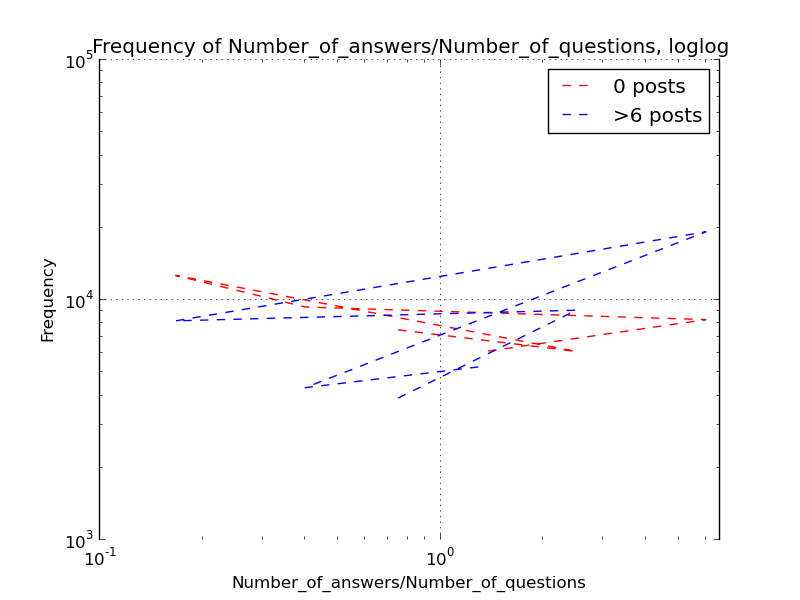 Frequency of Number_of_answers/Number_of_questions, loglog
10^5
0 posts
>6 posts
Frequency
10^4
10^3
10^-1
10^0
Number_of_answers/Number_of_questions